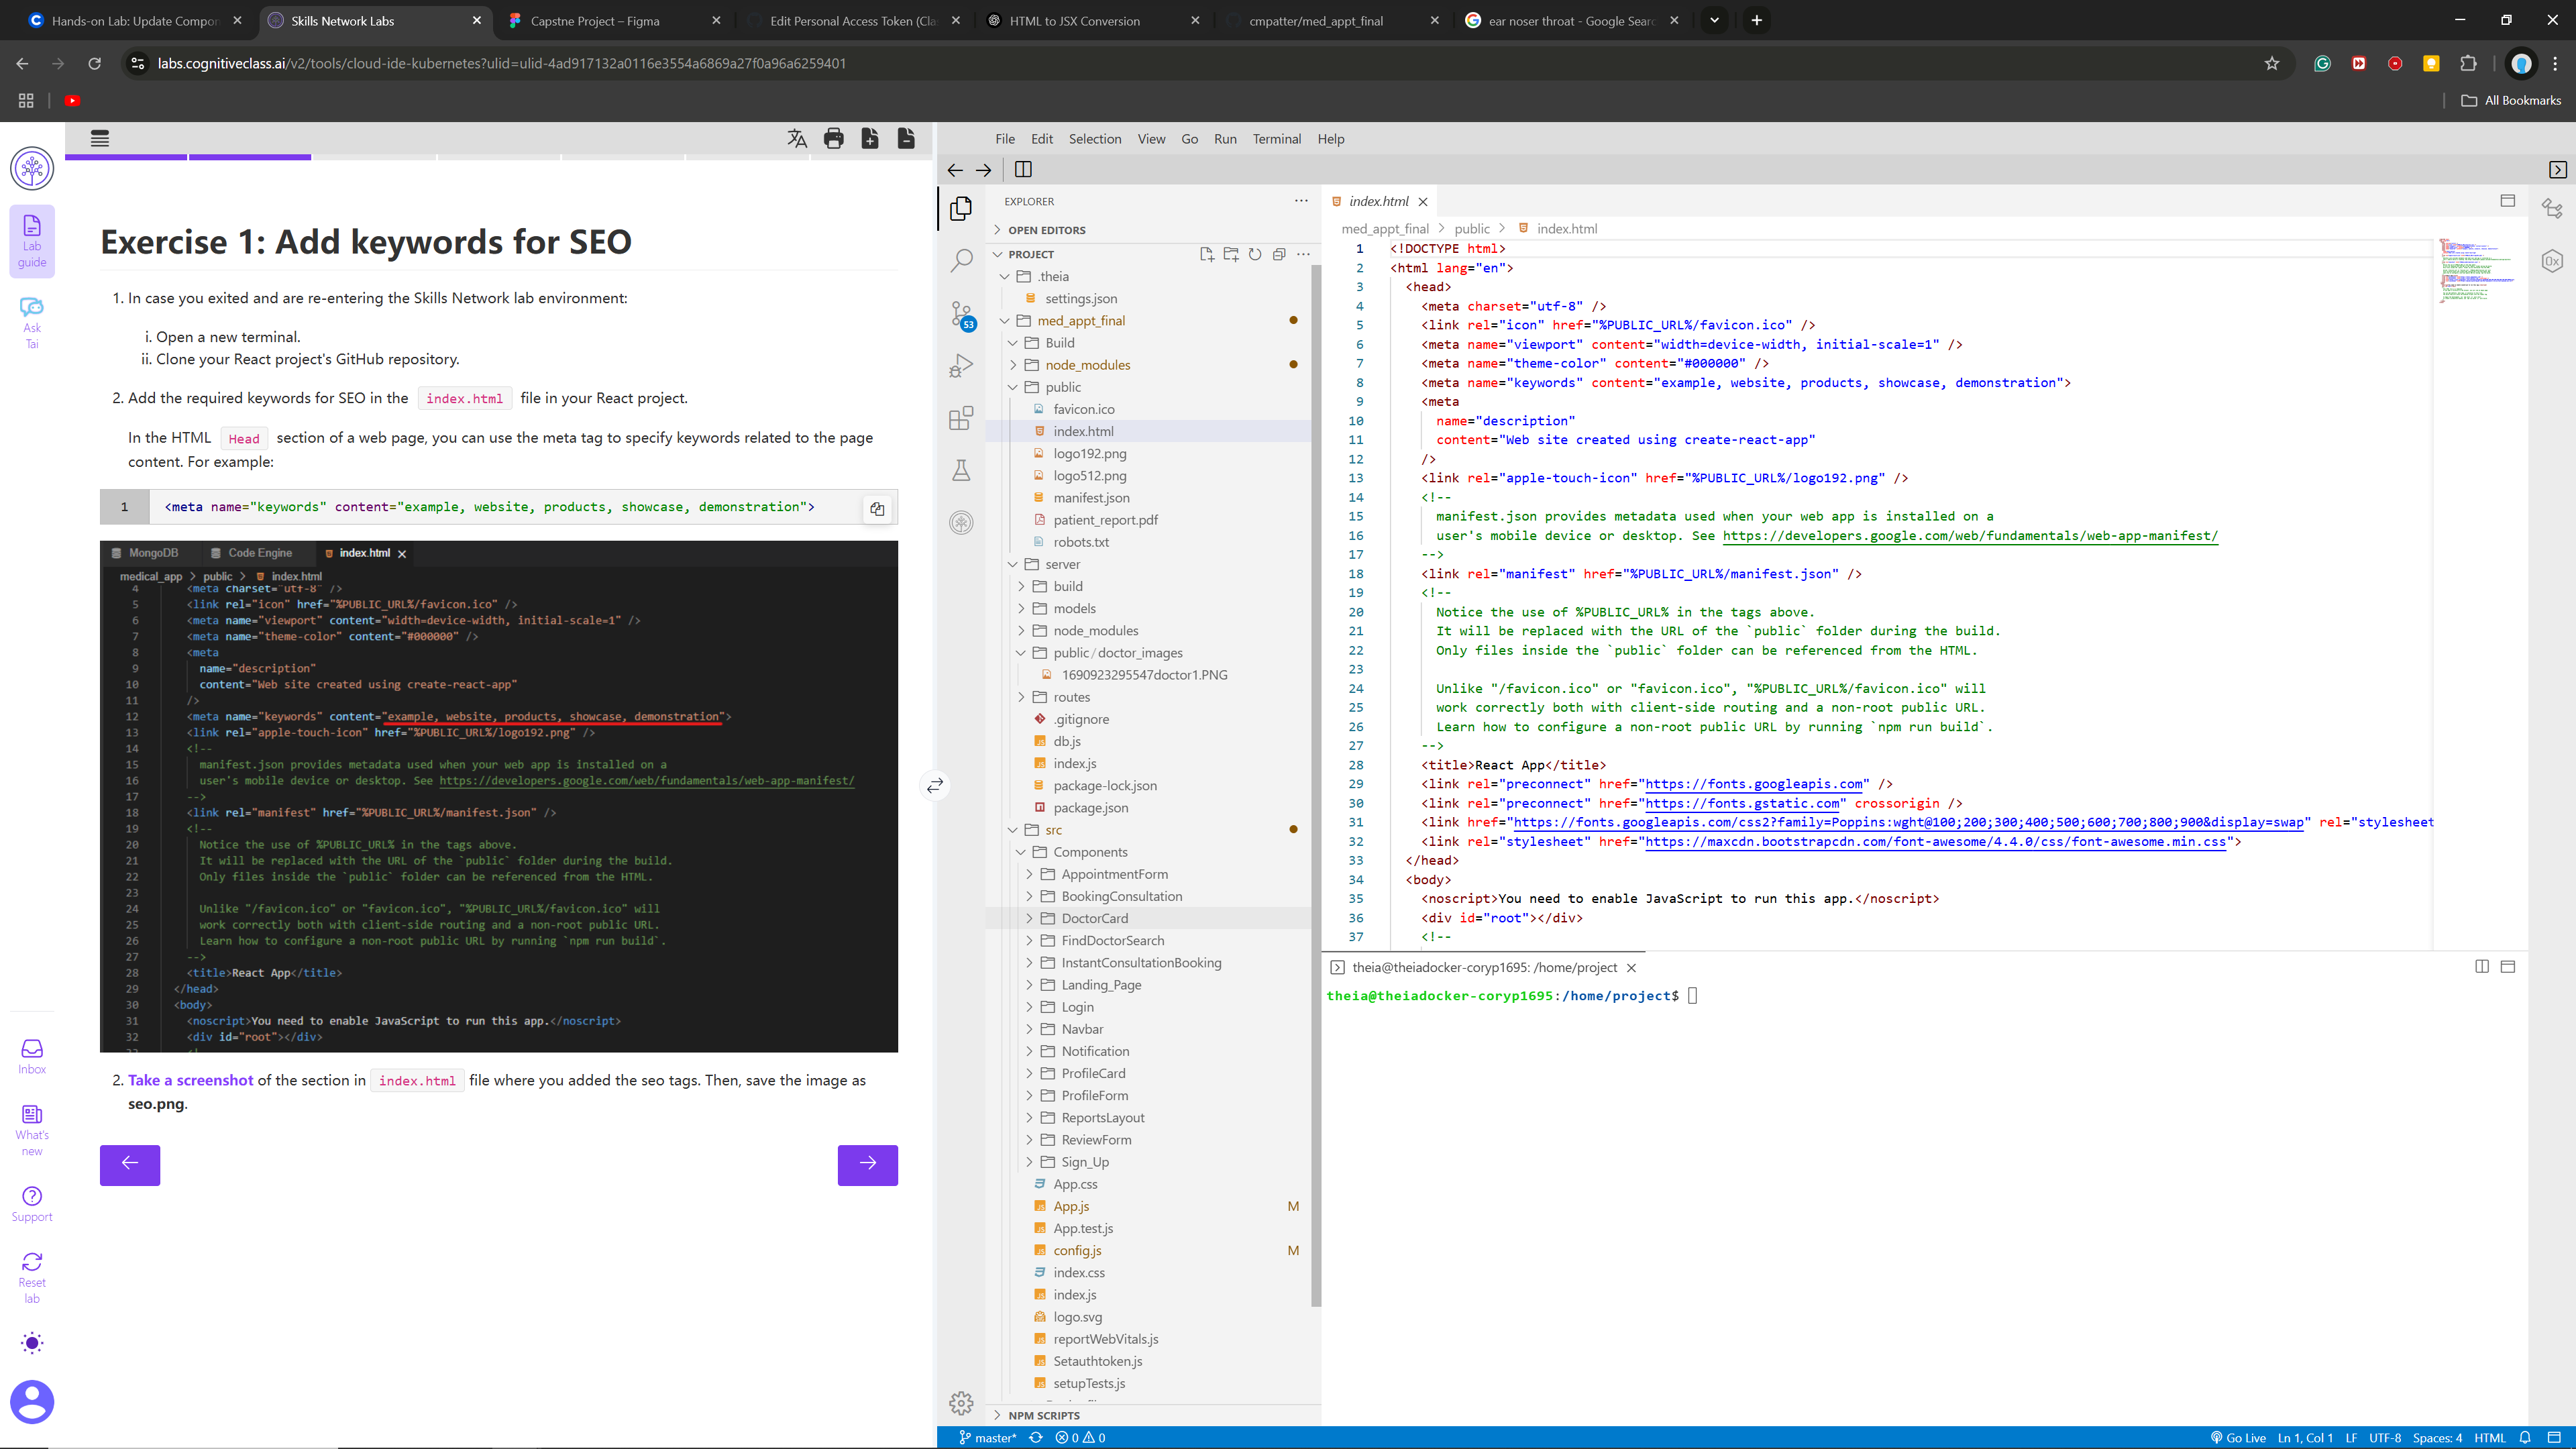 Hands-on Lab: Update Compon
Skills Network Labs
Capstne Project – Figma
Edit Personal Access Token (Clas
HTML to JSX Conversion
cmpatter/med_appt_final
ear noser throat - Google Searc
labs.cognitiveclass.ai/v2/tools/cloud-ide-kubernetes?ulid=ulid-4ad917132a0116e3554a6869a27f0a96a6259401
All Bookmarks
Lab
guide
Ask
Tai
Inbox
What's
new
Support
Reset
lab
Exercise 1: Add keywords for SEO
1. In case you exited and are re-entering the Skills Network lab environment:
i. Open a new terminal.
ii. Clone your React project's GitHub repository.
2. Add the required keywords for SEO in the index.html file in your React project.
In the HTML Head section of a web page, you can use the meta tag to specify keywords related to the page
content. For example:
1 <meta name="keywords" content="example, website, products, showcase, demonstration">
MongoDB Code Engine index.html
medical_app > public > index.html
4 <meta charset="utf-8" />
5 <link rel="icon" href="%PUBLIC_URL%/favicon.ico" />
6 <meta name="viewport" content="width=device-width, initial-scale=1" />
7 <meta name="theme-color" content="#000000" />
8 <meta
9 name="description"
10 content="Web site created using create-react-app"
11 />
12 <meta name="keywords" content="example, website, products, showcase, demonstration">
13 <link rel="apple-touch-icon" href="%PUBLIC_URL%/logo192.png" />
14 <!--
15 manifest.json provides metadata used when your web app is installed on a
16 user's mobile device or desktop. See https://developers.google.com/web/fundamentals/web-app-manifest/
17 -->
18 <link rel="manifest" href="%PUBLIC_URL%/manifest.json" />
19 <!--
20 Notice the use of %PUBLIC_URL% in the tags above.
21 It will be replaced with the URL of the `public` folder during the build.
22 Only files inside the `public` folder can be referenced from the HTML.
23
24 Unlike "/favicon.ico" or "favicon.ico", "%PUBLIC_URL%/favicon.ico" will
25 work correctly both with client-side routing and a non-root public URL.
26 Learn how to configure a non-root public URL by running `npm run build`.
27 -->
28 <title>React App</title>
29 </head>
30 <body>
31 <noscript>You need to enable JavaScript to run this app.</noscript>
32 <div id="root"></div>
2. Take a screenshot of the section in index.html file where you added the seo tags. Then, save the image as
seo.png.
File Edit Selection View Go Run Terminal Help
EXPLORER
OPEN EDITORS
PROJECT
.theia
settings.json
med_appt_final
Build
node_modules
public
favicon.ico
index.html
logo192.png
logo512.png
manifest.json
patient_report.pdf
robots.txt
server
build
models
node_modules
public / doctor_images
1690923295547doctor1.PNG
routes
.gitignore
db.js
index.js
package-lock.json
package.json
src
Components
AppointmentForm
BookingConsultation
DoctorCard
FindDoctorSearch
InstantConsultationBooking
Landing_Page
Login
Navbar
Notification
ProfileCard
ProfileForm
ReportsLayout
ReviewForm
Sign_Up
App.css
App.js M
App.test.js
config.js M
index.css
index.js
logo.svg
reportWebVitals.js
Setauthtoken.js
setupTests.js
NPM SCRIPTS
53
index.html
med_appt_final > public > index.html
1 <!DOCTYPE html>
2 <html lang="en">
3 <head>
4 <meta charset="utf-8" />
5 <link rel="icon" href="%PUBLIC_URL%/favicon.ico" />
6 <meta name="viewport" content="width=device-width, initial-scale=1" />
7 <meta name="theme-color" content="#000000" />
8 <meta name="keywords" content="example, website, products, showcase, demonstration">
9 <meta
10 name="description"
11 content="Web site created using create-react-app"
12 />
13 <link rel="apple-touch-icon" href="%PUBLIC_URL%/logo192.png" />
14 <!--
15 manifest.json provides metadata used when your web app is installed on a
16 user's mobile device or desktop. See https://developers.google.com/web/fundamentals/web-app-manifest/
17 -->
18 <link rel="manifest" href="%PUBLIC_URL%/manifest.json" />
19 <!--
20 Notice the use of %PUBLIC_URL% in the tags above.
21 It will be replaced with the URL of the `public` folder during the build.
22 Only files inside the `public` folder can be referenced from the HTML.
23
24 Unlike "/favicon.ico" or "favicon.ico", "%PUBLIC_URL%/favicon.ico" will
25 work correctly both with client-side routing and a non-root public URL.
26 Learn how to configure a non-root public URL by running `npm run build`.
27 -->
28 <title>React App</title>
29 <link rel="preconnect" href="https://fonts.googleapis.com" />
30 <link rel="preconnect" href="https://fonts.gstatic.com" crossorigin />
31 <link href="https://fonts.googleapis.com/css2?family=Poppins:wght@100;200;300;400;500;600;700;800;900&display=swap" rel="stylesheet
32 <link rel="stylesheet" href="https://maxcdn.bootstrapcdn.com/font-awesome/4.4.0/css/font-awesome.min.css">
33 </head>
34 <body>
35 <noscript>You need to enable JavaScript to run this app.</noscript>
36 <div id="root"></div>
37 <!--
theia@theiadocker-coryp1695: /home/project
theia@theiadocker-coryp1695:/home/project$
0x
master* 0 0
Go Live Ln 1, Col 1 LF UTF-8 Spaces: 4 HTML